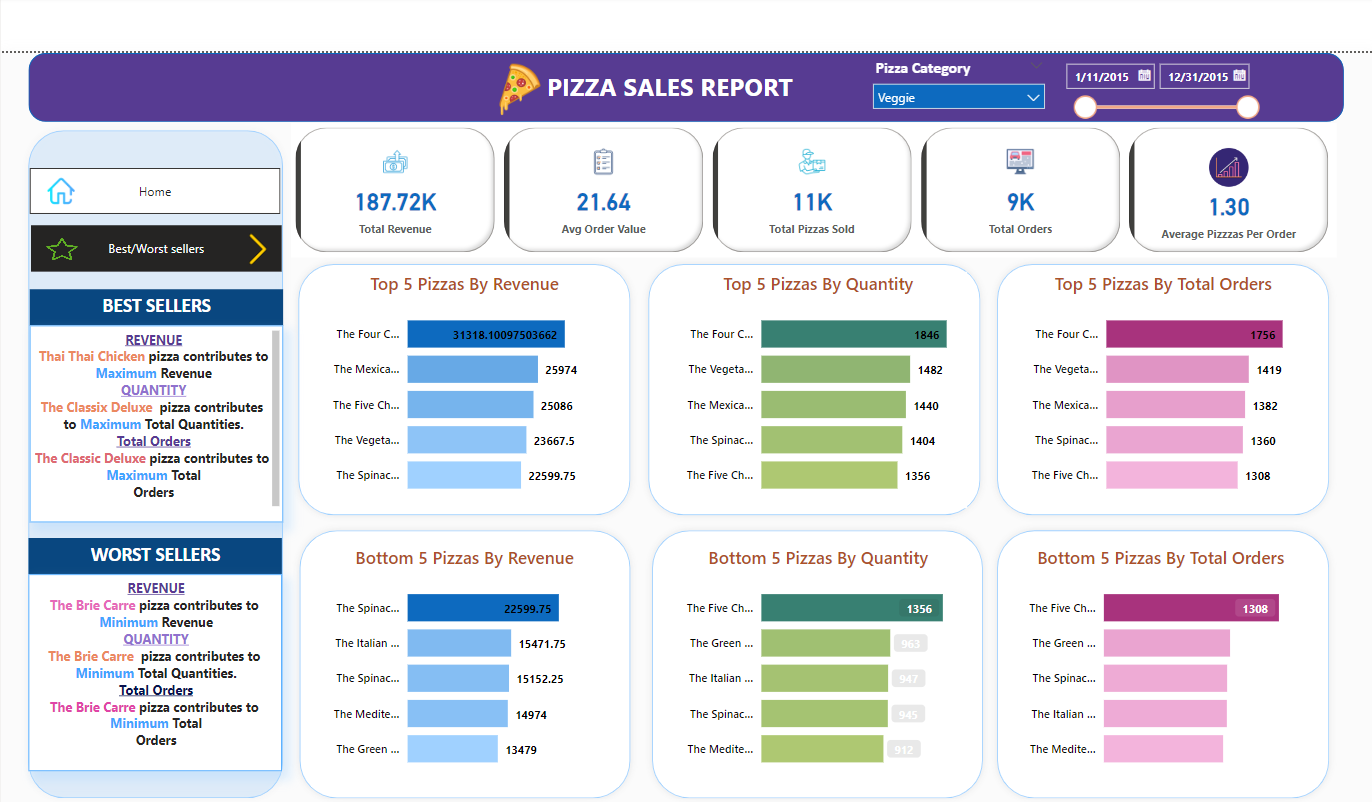 PIZZA SALES REPORT
Pizza Category
Veggie
1/11/2015
12/31/2015
Home
Best/Worst sellers
BEST SELLERS
REVENUE
Thai Thai Chicken pizza contributes to
Maximum Revenue
QUANTITY
The Classix Deluxe pizza contributes
to Maximum Total Quantities.
Total Orders
The Classic Deluxe pizza contributes to
Maximum Total
Orders
WORST SELLERS
REVENUE
The Brie Carre pizza contributes to
Minimum Revenue
QUANTITY
The Brie Carre pizza contributes to
Minimum Total Quantities.
Total Orders
The Brie Carre pizza contributes to
Minimum Total
Orders
187.72K
Total Revenue
21.64
Avg Order Value
11K
Total Pizzas Sold
9K
Total Orders
1.30
Average Pizzzas Per Order
Top 5 Pizzas By Revenue
The Four C... 31318.10097503662
The Mexica... 25974
The Five Ch... 25086
The Vegeta... 23667.5
The Spinac... 22599.75
Top 5 Pizzas By Quantity
The Four C... 1846
The Vegeta... 1482
The Mexica... 1440
The Spinac... 1404
The Five Ch... 1356
Top 5 Pizzas By Total Orders
The Four C... 1756
The Vegeta... 1419
The Mexica... 1382
The Spinac... 1360
The Five Ch... 1308
Bottom 5 Pizzas By Revenue
The Spinac... 22599.75
The Italian ... 15471.75
The Spinac... 15152.25
The Medite... 14974
The Green ... 13479
Bottom 5 Pizzas By Quantity
The Five Ch... 1356
The Green ... 963
The Italian ... 947
The Spinac... 945
The Medite... 912
Bottom 5 Pizzas By Total Orders
The Five Ch... 1308
The Green ...
The Spinac...
The Italian ...
The Medite...